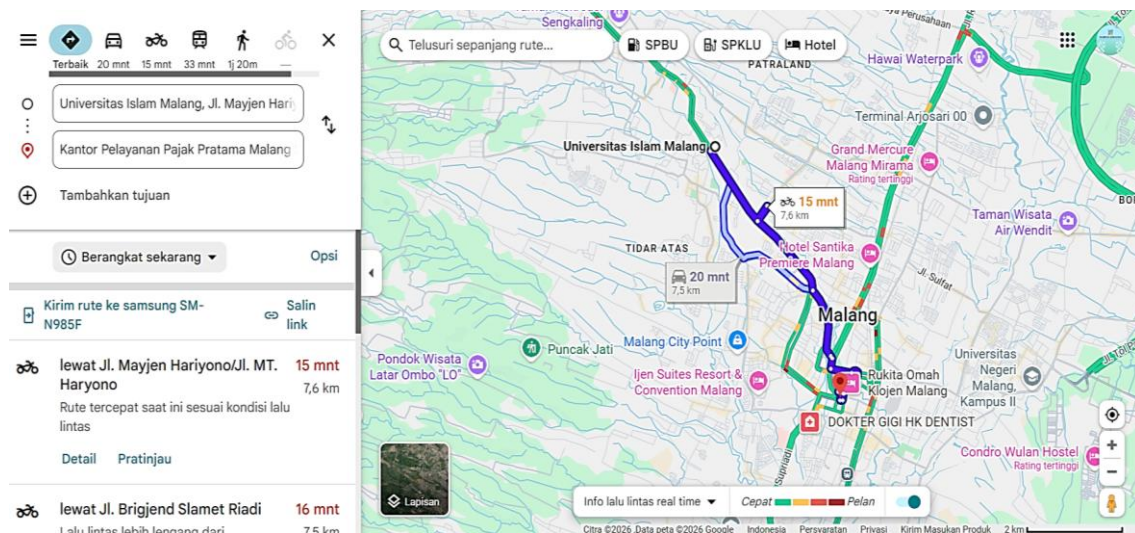 Terbaik 20 mnt 15 mnt 33 mnt 1j 20m —
Universitas Islam Malang, Jl. Mayjen Hari
Kantor Pelayanan Pajak Pratama Malang
Tambahkan tujuan
Berangkat sekarang
Opsi
Kirim rute ke samsung SM-
N985F
Salin
link
lewat Jl. Mayjen Hariyono/Jl. MT.
Haryono
15 mnt
7,6 km
Rute tercepat saat ini sesuai kondisi lalu
lintas
Detail Pratinjau
lewat Jl. Brigjend Slamet Riadi
16 mnt
Lalu lintas lebih lengang dari
7,5 km
Telusuri sepanjang rute...
SPBU
SPKLU
Hotel
Sengkaling
Perusahaan
PATRALAND
Hawai Waterpark
Terminal Arjosari 00
Universitas Islam Malang
Grand Mercure
Malang Mirama
Rating tertinggi
15 mnt
7,6 km
Taman Wisata
Air Wendit
TIDAR ATAS
Hotel Santika
Premiere Malang
20 mnt
7,5 km
Jl. Sulfat
Malang
Malang City Point
Puncak Jati
Pondok Wisata
Latar Ombo "LO"
Ijen Suites Resort &
Convention Malang
Rukita Omah
Klojen Malang
Universitas
Negeri
Malang,
Kampus II
DOKTER GIGI HK DENTIST
Supriadi
Condro Wulan Hostel
Rating tertinggi
Lapisan
Info lalu lintas real time
Cepat
Pelan
Citra ©2026 ,Data peta ©2026 Google Indonesia Persyaratan Privasi Kirim Masukan Produk 2 km